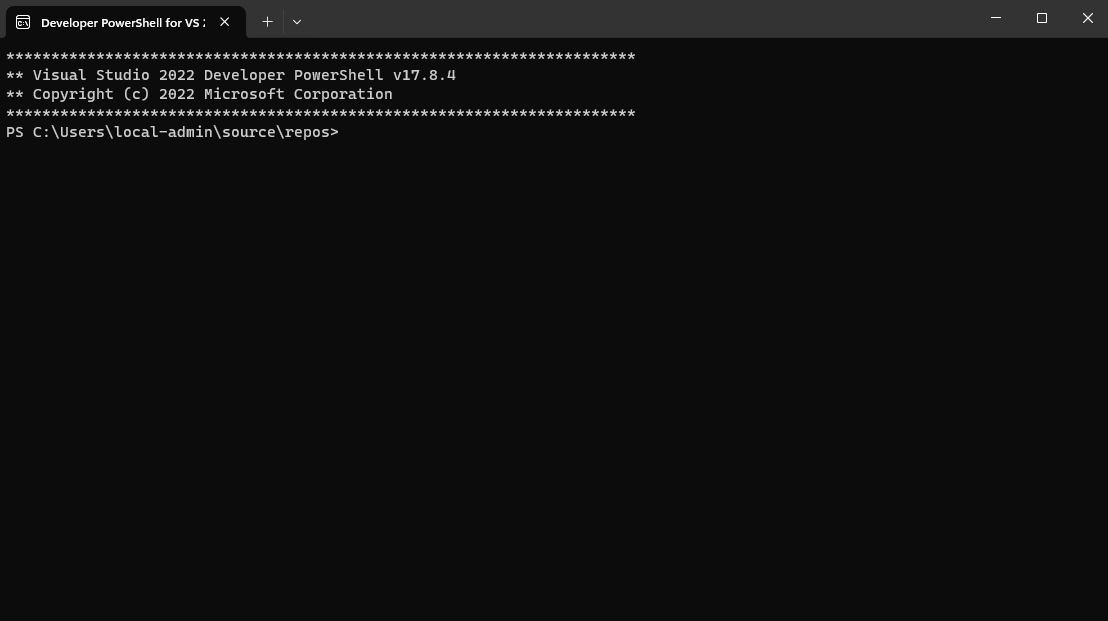 Developer PowerShell for VS 2
**********************************************************************
** Visual Studio 2022 Developer PowerShell v17.8.4
** Copyright (c) 2022 Microsoft Corporation
**********************************************************************
PS C:\Users\local-admin\source\repos>